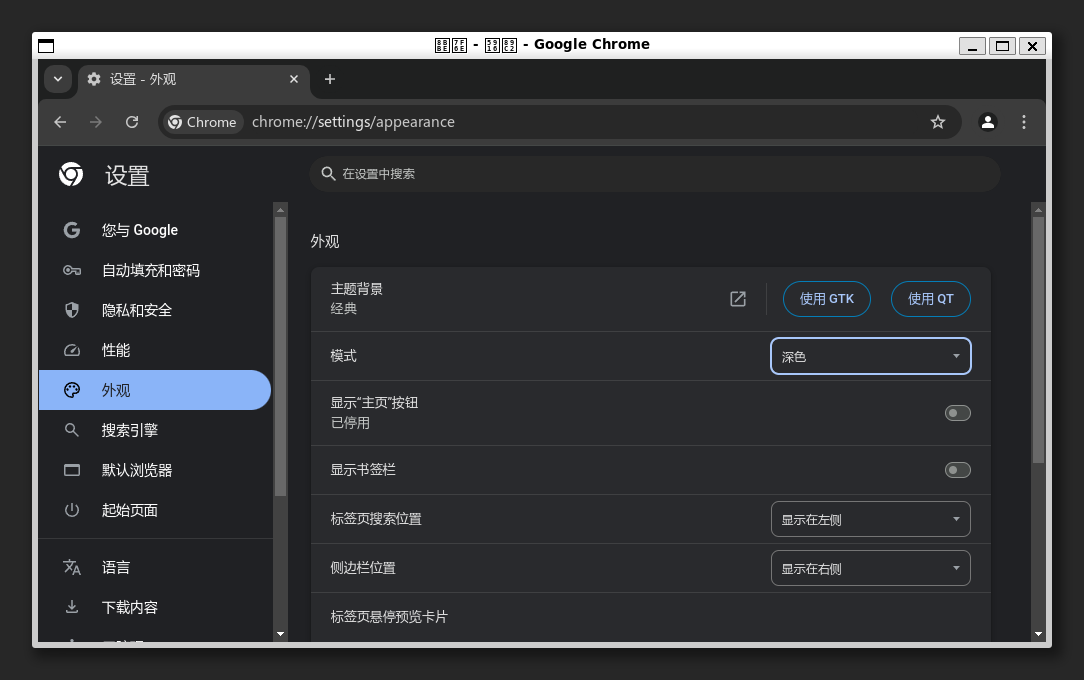 - - Google Chrome
设置 - 外观
Chrome
chrome://settings/appearance
设置
在设置中搜索
您与 Google
自动填充和密码
隐私和安全
性能
外观
搜索引擎
默认浏览器
起始页面
语言
下载内容
外观
主题背景
经典
使用 GTK
使用 QT
模式
深色
显示“主页”按钮
已停用
显示书签栏
标签页搜索位置
显示在左侧
侧边栏位置
显示在右侧
标签页悬停预览卡片